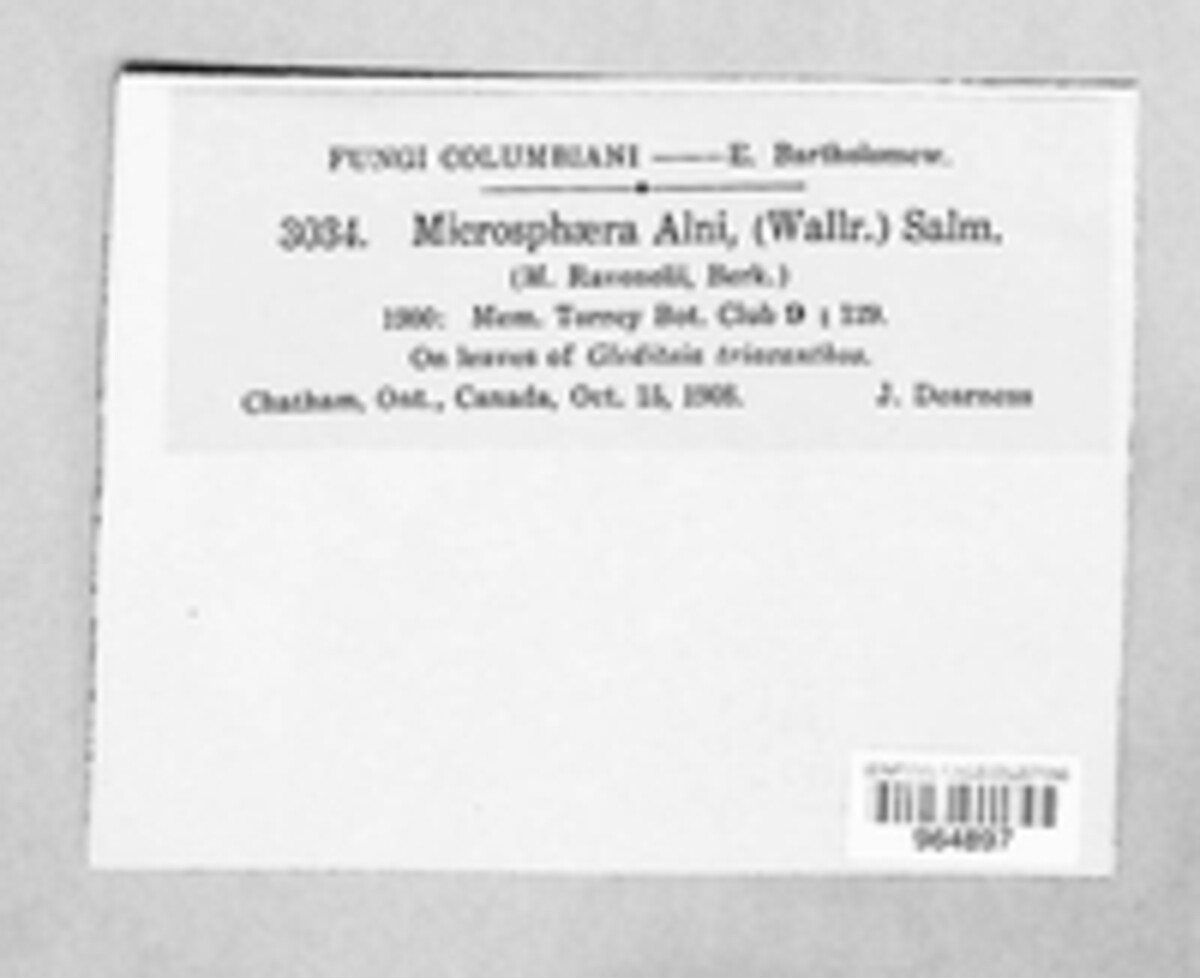 FUNGI COLUMBIANI —— E. Bartholomew.
3034. Microsphæra Alni, (Wallr.) Salm.
(M. Ravenelii, Berk.)
1900: Mem. Torrey Bot. Club 9 : 129.
On leaves of Gleditsia triacanthos.
Chatham, Ont., Canada, Oct. 15, 1908. J. Dearness
964897